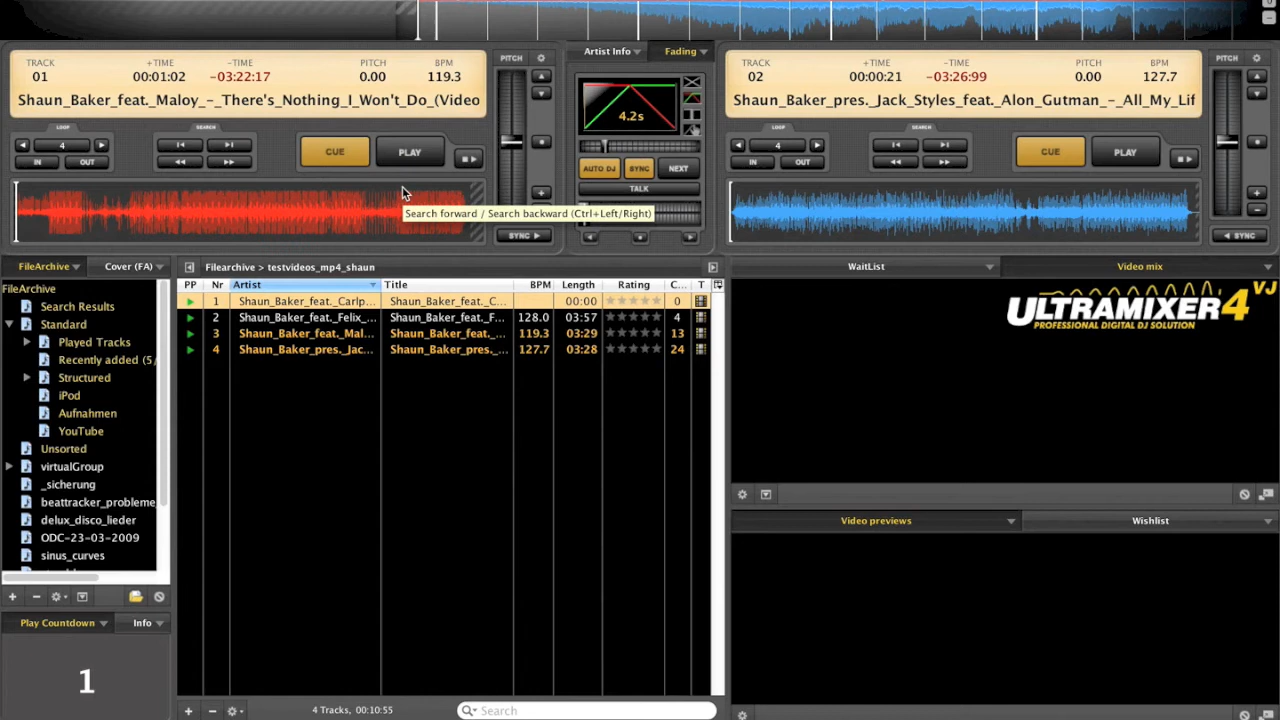 PITCH
Artist Info
Fading
PITCH
TRACK +TIME -TIME PITCH BPM
01 00:01:02 -03:22:17 0.00 119.3
Shaun_Baker_feat._Maloy_-_There's_Nothing_I_Won't_Do_(Video
TRACK +TIME -TIME PITCH BPM
02 00:00:21 -03:26:99 0.00 127.7
Shaun_Baker_pres._Jack_Styles_feat._Alon_Gutman_-_All_My_Lif
4.2s
LOOP SEARCH
4
IN OUT
CUE PLAY
AUTO DJ SYNC NEXT
TALK
LOOP SEARCH
4
IN OUT
CUE PLAY
Search forward / Search backward (Ctrl+Left/Right)
SYNC
SYNC
FileArchive Cover (FA)
Filearchive > testvideos_mp4_shaun
WaitList Video mix
FileArchive
Search Results
Standard
Played Tracks
Recently added (5/
Structured
iPod
Aufnahmen
YouTube
Unsorted
virtualGroup
_sicherung
beattracker_probleme
delux_disco_lieder
ODC-23-03-2009
sinus_curves
PP Nr Artist Title BPM Length Rating C... T
1 Shaun_Baker_feat._Carlp... Shaun_Baker_feat._C... 00:00 0
2 Shaun_Baker_feat._Felix_... Shaun_Baker_feat._F... 128.0 03:57 4
3 Shaun_Baker_feat._Mal... Shaun_Baker_feat._... 119.3 03:29 13
4 Shaun_Baker_pres._Jac... Shaun_Baker_pres._... 127.7 03:28 24
ULTRAMIXER4 VJ
PROFESSIONAL DIGITAL DJ SOLUTION
Video previews Wishlist
Play Countdown Info
1
4 Tracks, 00:10:55
Search